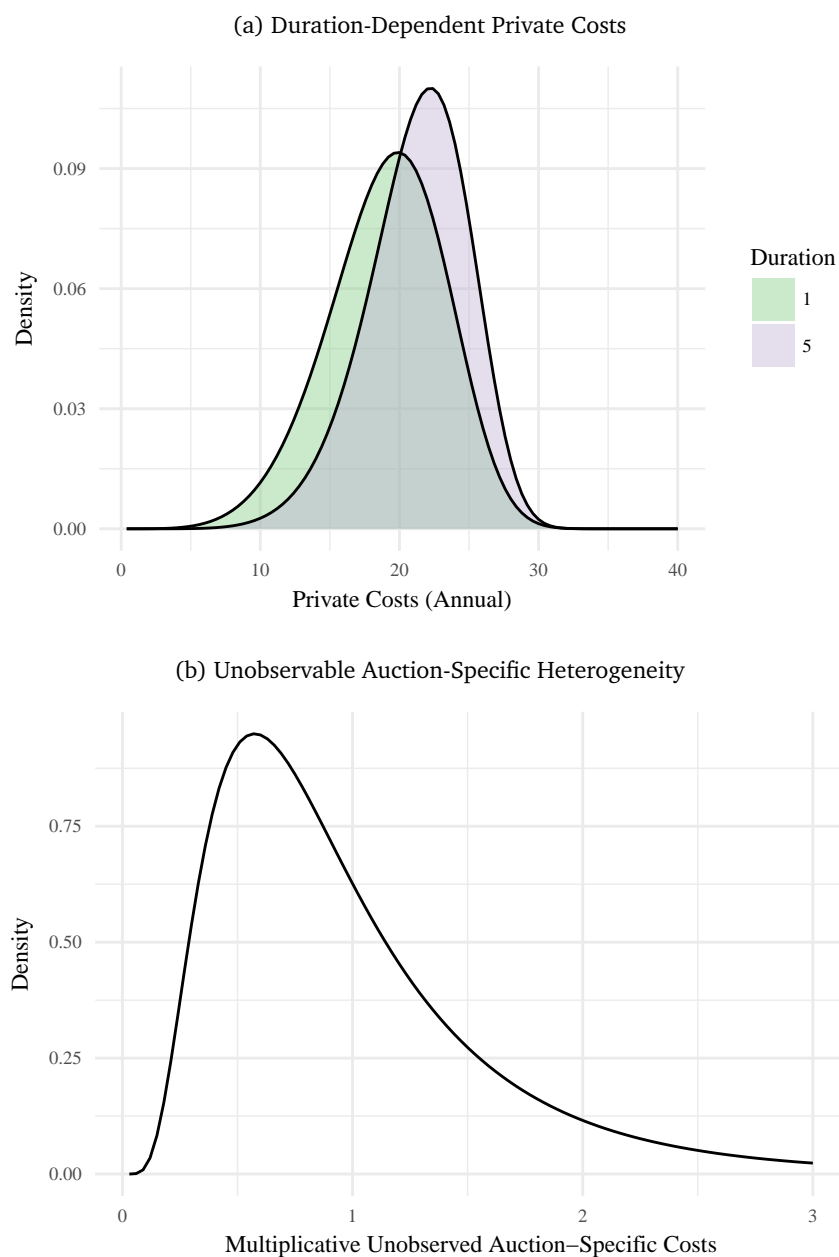 (a) Duration-Dependent Private Costs
0.09
0.06
0.03
0.00
Density
0
10
20
30
40
Private Costs (Annual)
Duration
1
5
(b) Unobservable Auction-Specific Heterogeneity
0.75
0.50
0.25
0.00
Density
0
1
2
3
Multiplicative Unobserved Auction−Specific Costs